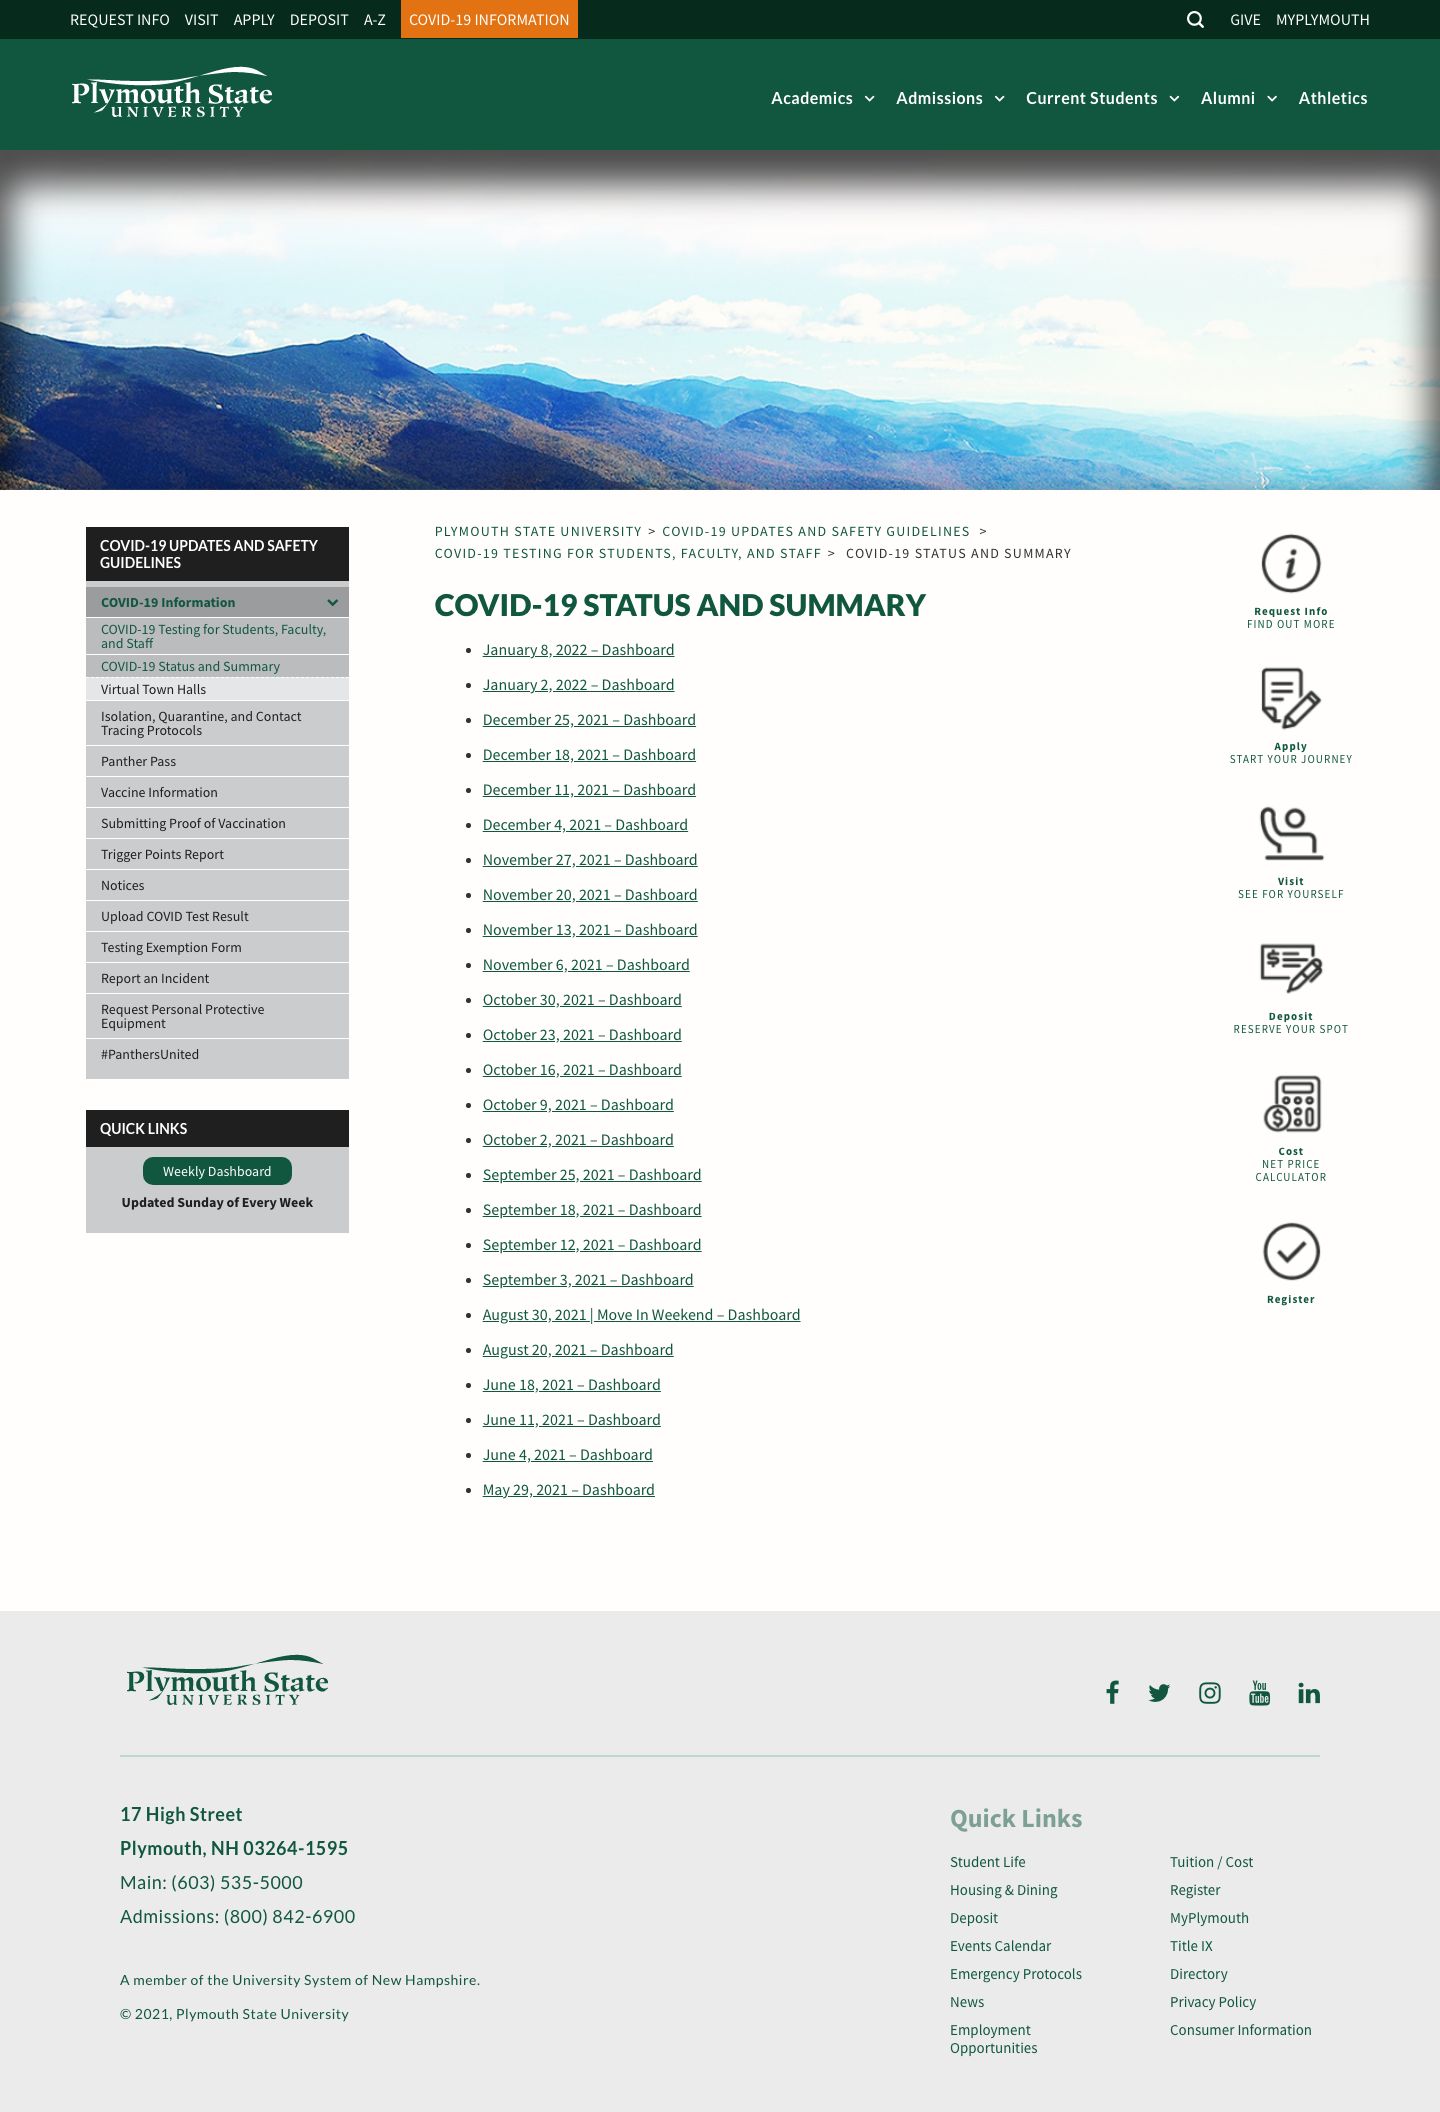 REQUEST INFO VISIT APPLY DEPOSIT A-Z COVID-19 INFORMATION GIVE MYPLYMOUTH
Plymouth State
UNIVERSITY
Academics Admissions Current Students Alumni Athletics
COVID-19 UPDATES AND SAFETY
GUIDELINES
COVID-19 Information
COVID-19 Testing for Students, Faculty,
and Staff
COVID-19 Status and Summary
Virtual Town Halls
Isolation, Quarantine, and Contact
Tracing Protocols
Panther Pass
Vaccine Information
Submitting Proof of Vaccination
Trigger Points Report
Notices
Upload COVID Test Result
Testing Exemption Form
Report an Incident
Request Personal Protective
Equipment
#PanthersUnited
QUICK LINKS
Weekly Dashboard
Updated Sunday of Every Week
PLYMOUTH STATE UNIVERSITY > COVID-19 UPDATES AND SAFETY GUIDELINES >
COVID-19 TESTING FOR STUDENTS, FACULTY, AND STAFF > COVID-19 STATUS AND SUMMARY
COVID-19 STATUS AND SUMMARY
• January 8, 2022 – Dashboard
• January 2, 2022 – Dashboard
• December 25, 2021 – Dashboard
• December 18, 2021 – Dashboard
• December 11, 2021 – Dashboard
• December 4, 2021 – Dashboard
• November 27, 2021 – Dashboard
• November 20, 2021 – Dashboard
• November 13, 2021 – Dashboard
• November 6, 2021 – Dashboard
• October 30, 2021 – Dashboard
• October 23, 2021 – Dashboard
• October 16, 2021 – Dashboard
• October 9, 2021 – Dashboard
• October 2, 2021 – Dashboard
• September 25, 2021 – Dashboard
• September 18, 2021 – Dashboard
• September 12, 2021 – Dashboard
• September 3, 2021 – Dashboard
• August 30, 2021 | Move In Weekend – Dashboard
• August 20, 2021 – Dashboard
• June 18, 2021 – Dashboard
• June 11, 2021 – Dashboard
• June 4, 2021 – Dashboard
• May 29, 2021 – Dashboard
Request Info
FIND OUT MORE
Apply
START YOUR JOURNEY
Visit
SEE FOR YOURSELF
Deposit
RESERVE YOUR SPOT
Cost
NET PRICE
CALCULATOR
Register
Plymouth State
UNIVERSITY
You
Tube
17 High Street
Plymouth, NH 03264-1595
Main: (603) 535-5000
Admissions: (800) 842-6900
A member of the University System of New Hampshire.
© 2021, Plymouth State University
Quick Links
Student Life
Housing & Dining
Deposit
Events Calendar
Emergency Protocols
News
Employment
Opportunities
Tuition / Cost
Register
MyPlymouth
Title IX
Directory
Privacy Policy
Consumer Information